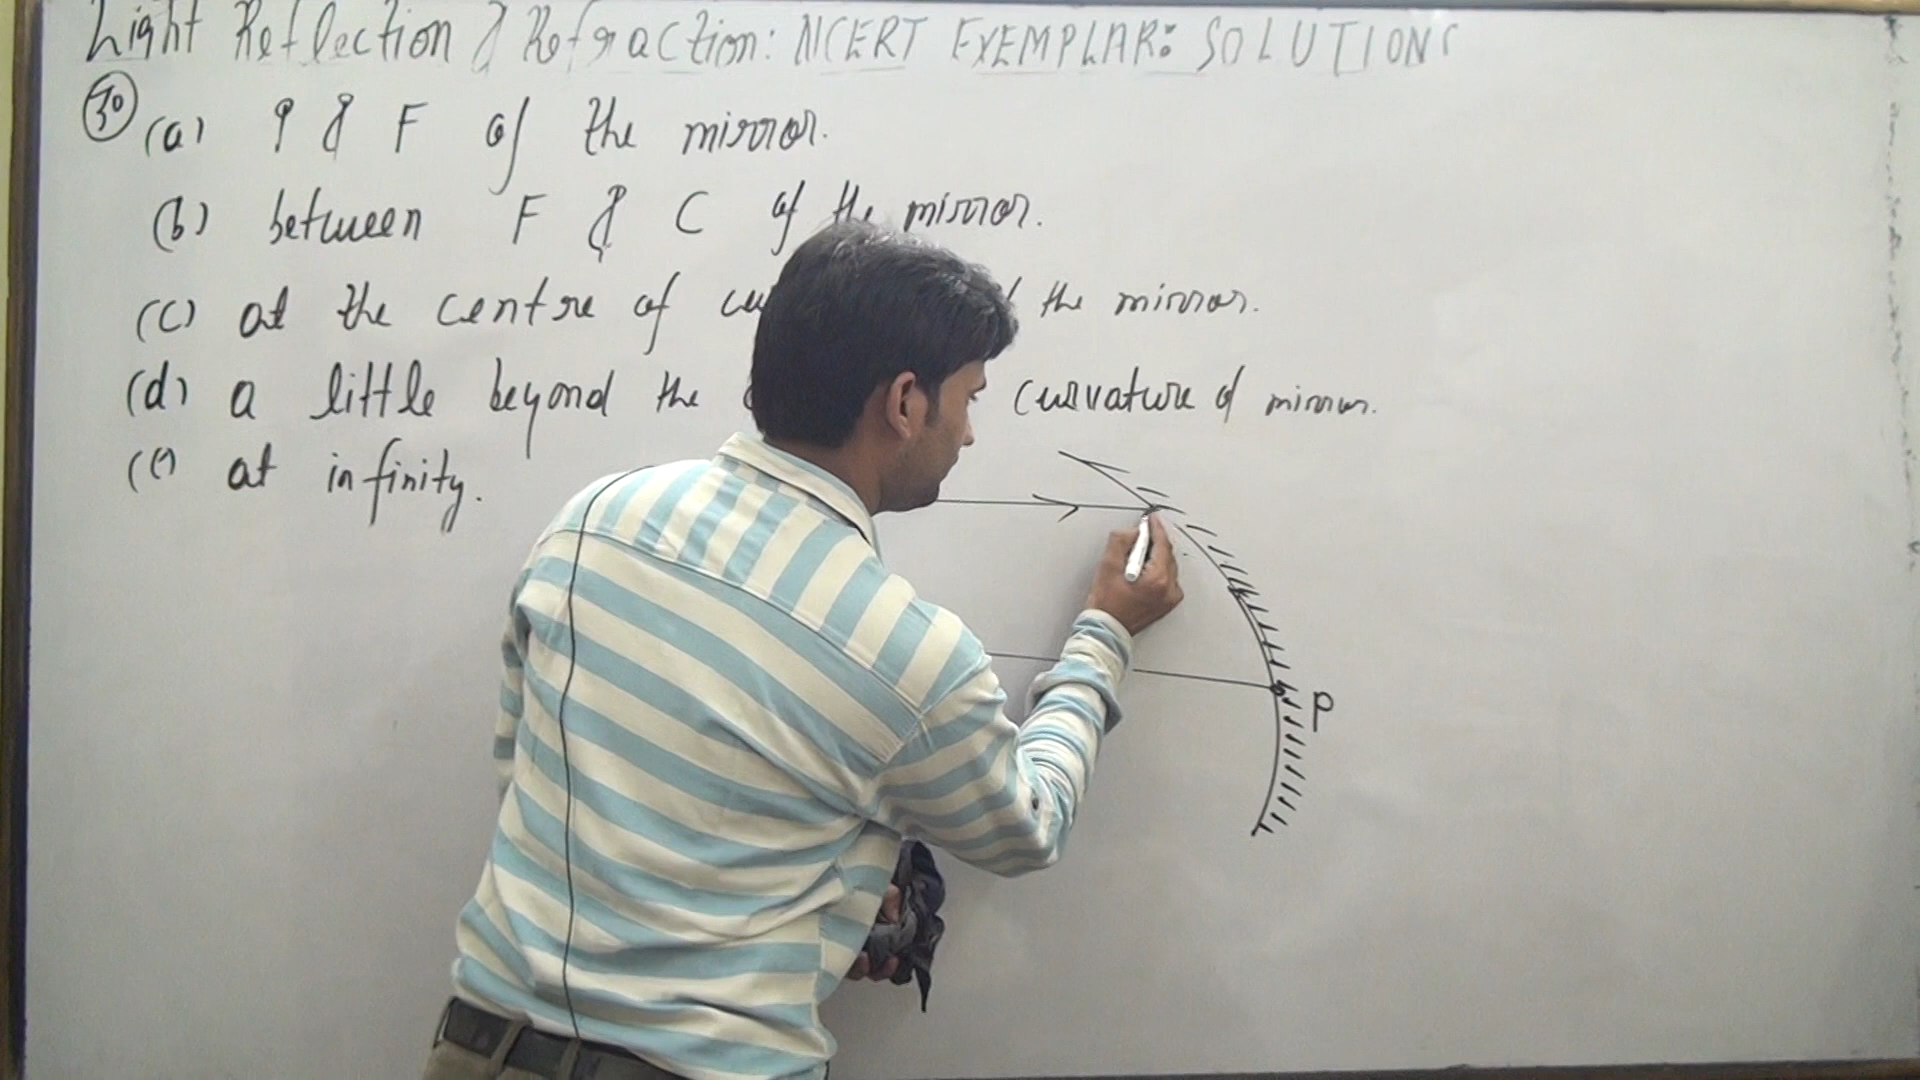 Light Reflection & Refraction: NCERT EXEMPLAR: SOLUTIONS
30 (a) P & F of the mirror.
(b) between F & C of the mirror.
(c) at the centre of the mirror.
(d) a little beyond the curvature of mirror.
(e) at infinity.
P